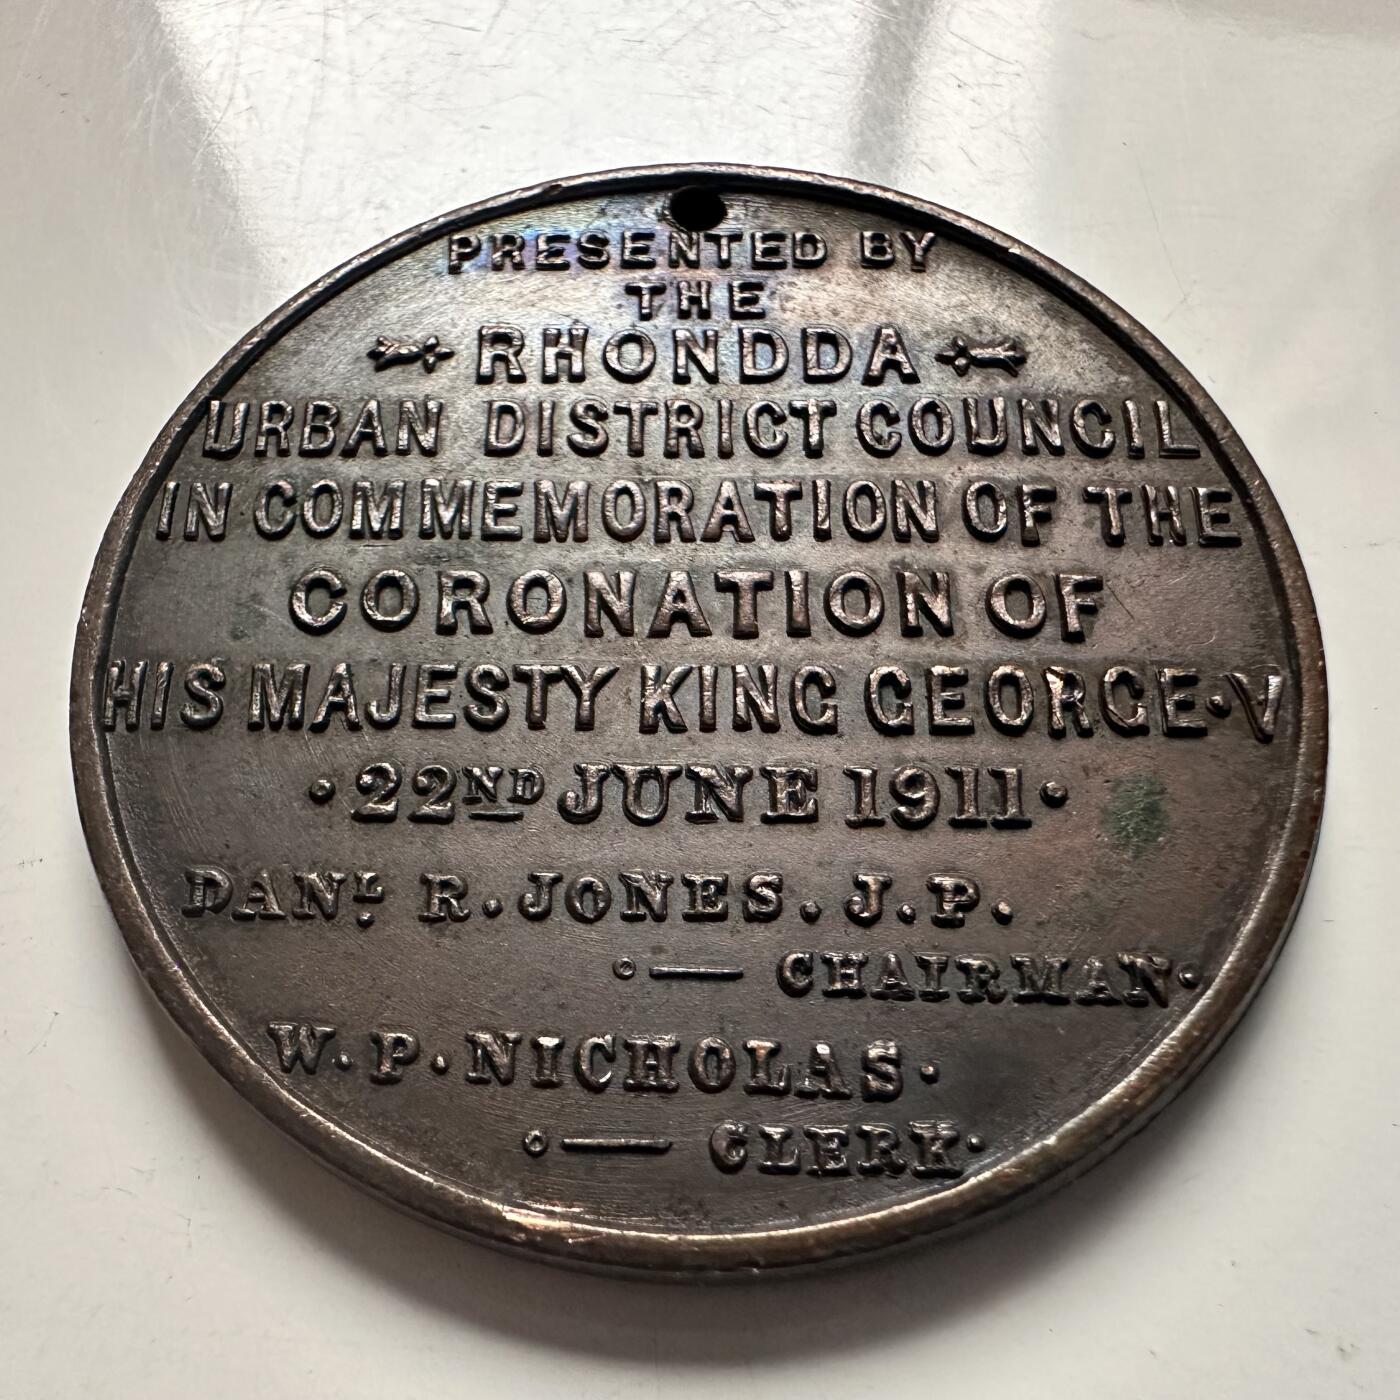 PRESENTED BY
THE
RHONDDA
URBAN DISTRICT COUNCIL
IN COMMEMORATION OF THE
CORONATION OF
HIS MAJESTY KING GEORGE·V
·22ND JUNE 1911·
DANL R.JONES.J.P.
CHAIRMAN·
W·P·NICHOLAS·
CLERK·